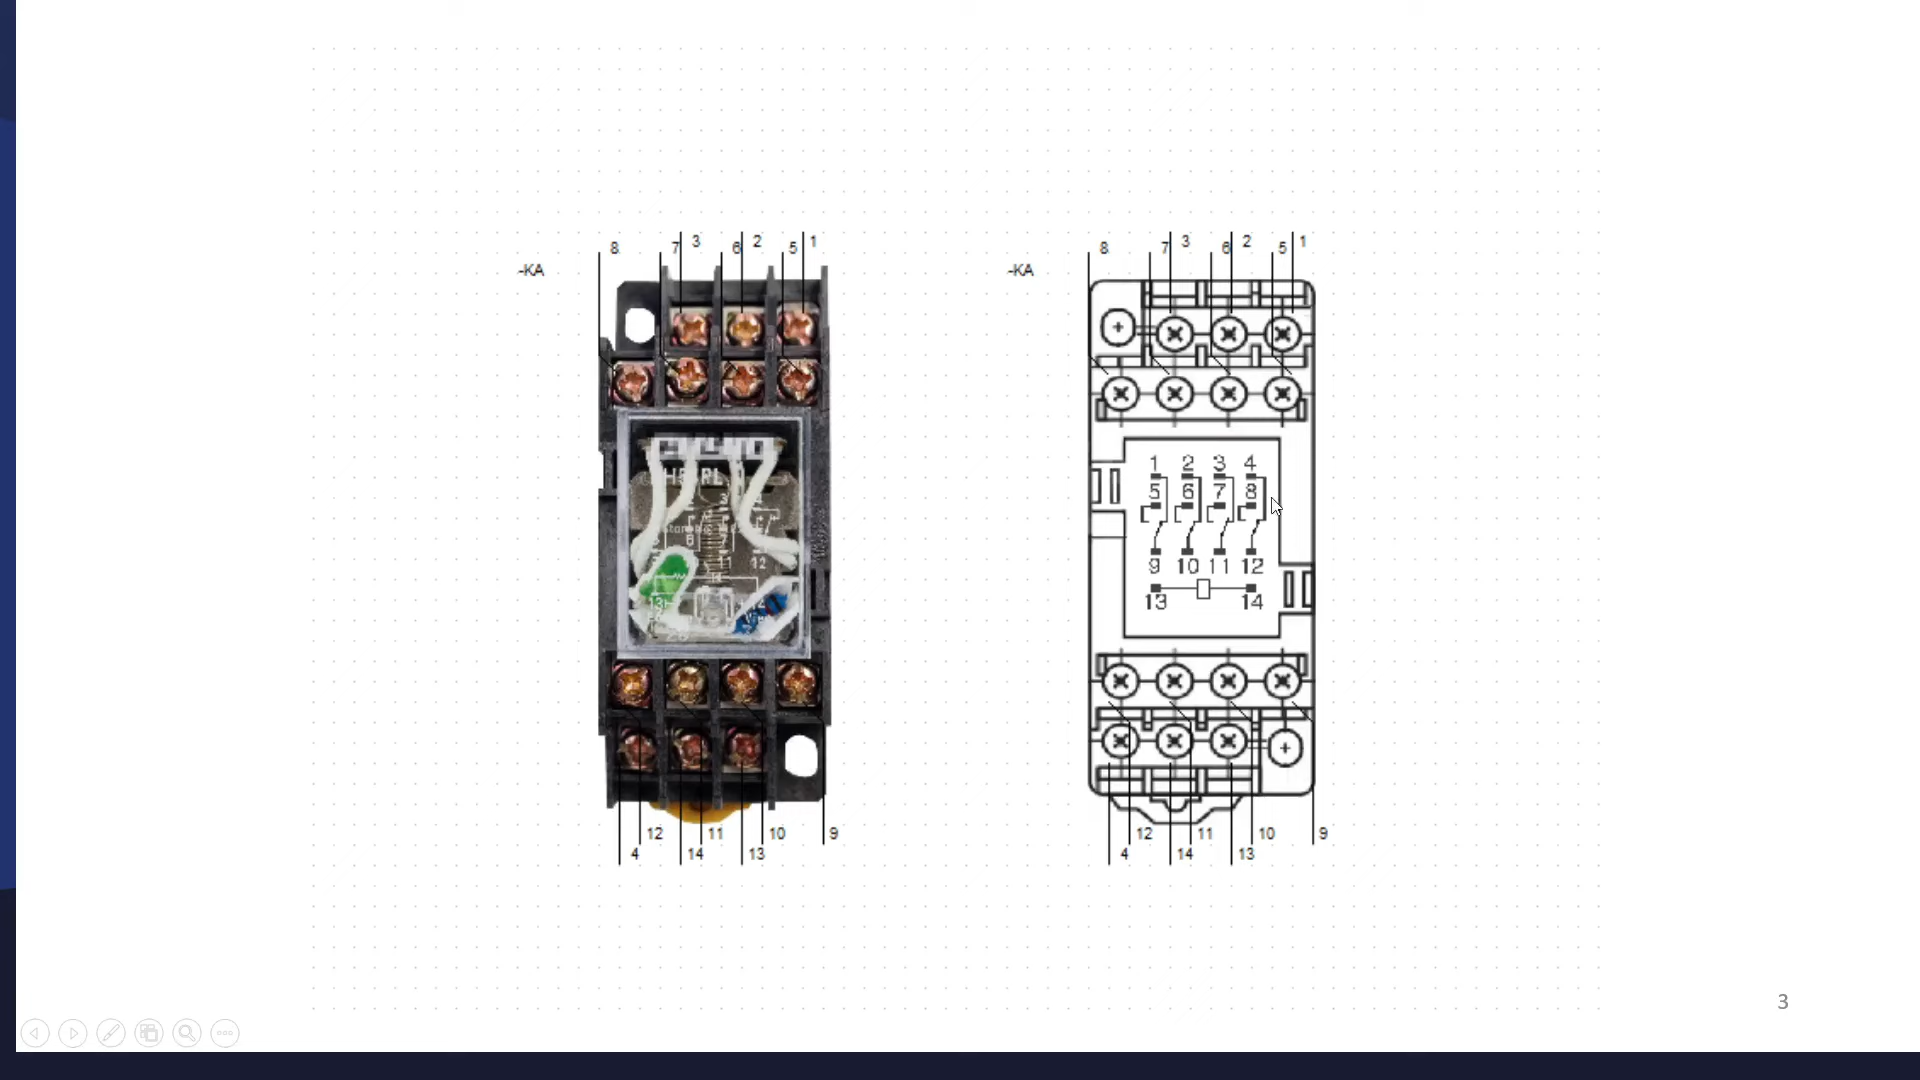 8 7 3 6 2 5 1
-KA
12 11 10 9
4 14 13
8 7 3 6 2 5 1
-KA
1 2 3 4
5 6 7 8
9 10 11 12
13 14
12 11 10 9
4 14 13
3